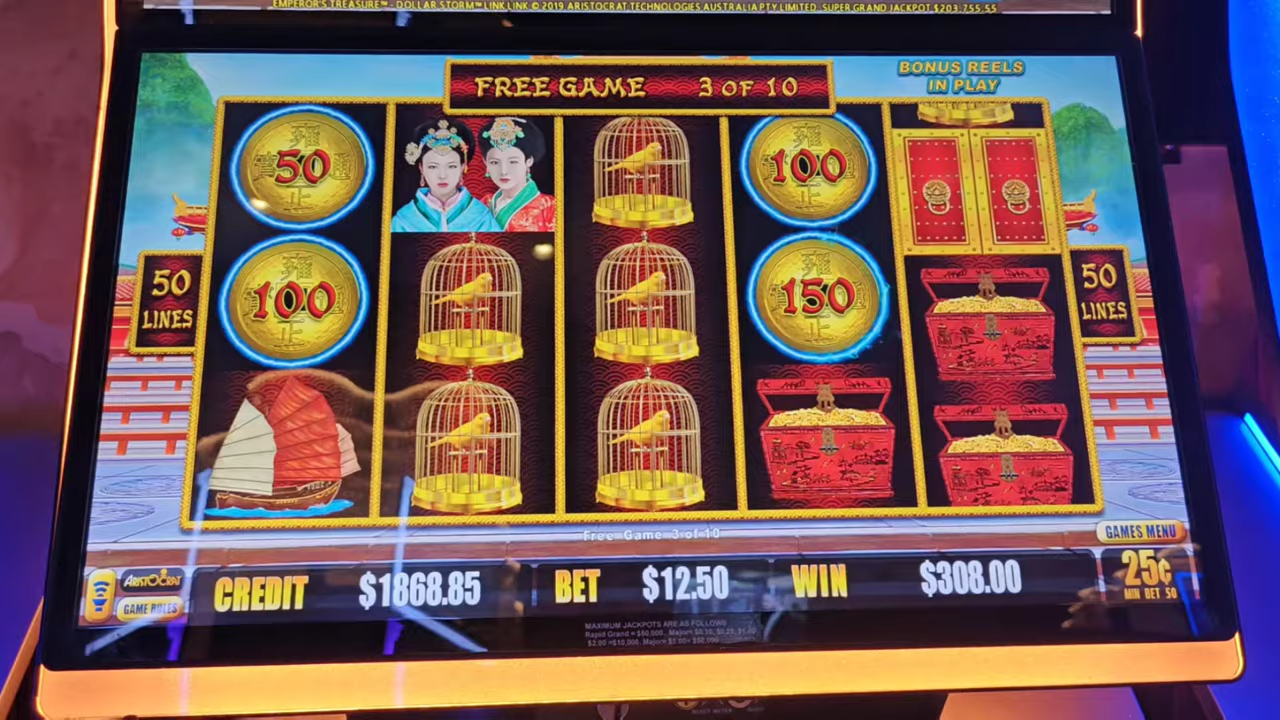 EMPEROR'S TREASURE™ - DOLLAR STORM™ LINK LINK © 2019 ARISTOCRAT TECHNOLOGIES AUSTRALIA PTY LIMITED. SUPER GRAND JACKPOT $203,755.55
FREE GAME 3 OF 10
BONUS REELS
IN PLAY
50
100
100
150
50
LINES
50
LINES
Free Game 3 of 10
GAMES MENU
ARISTOCRAT
GAME RULES
CREDIT $1868.85
BET $12.50
WIN $308.00
25¢
MIN BET 50
MAXIMUM JACKPOTS ARE AS FOLLOWS